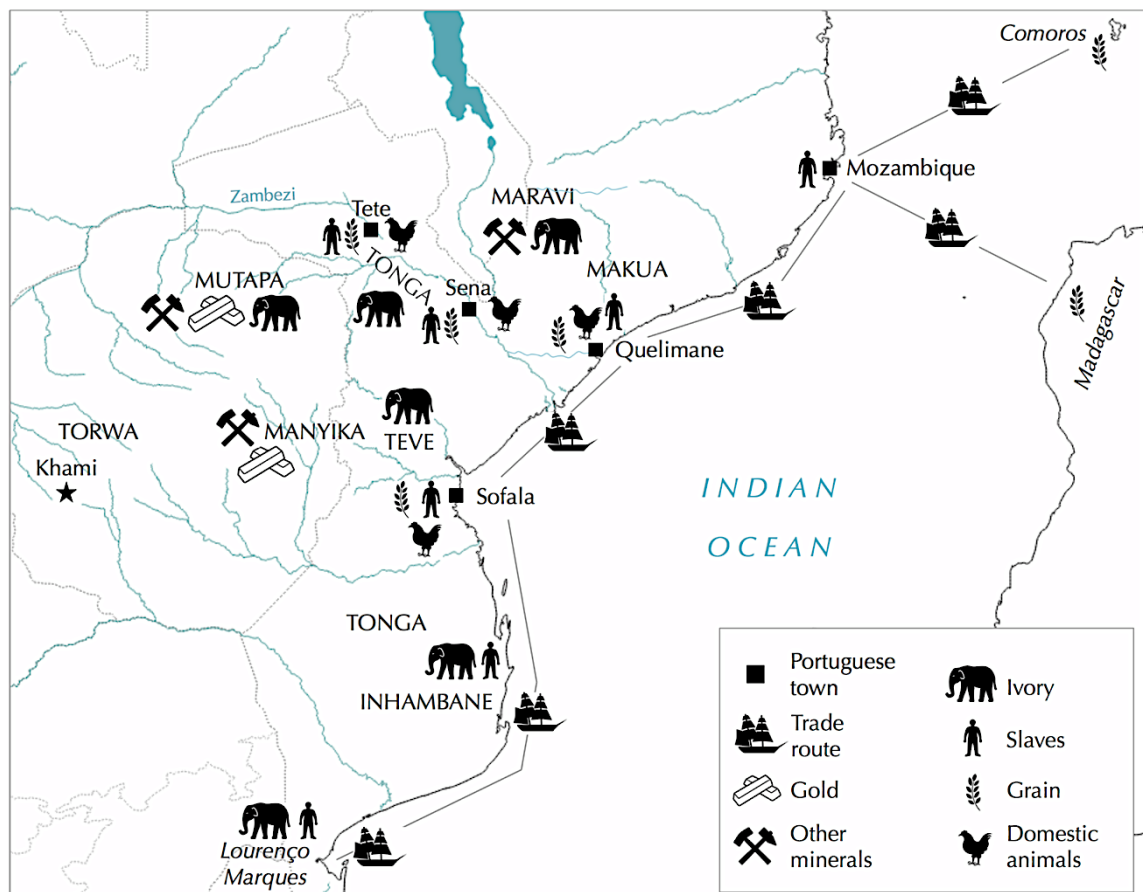 Comoros
Mozambique
Zambezi
Tete
MARAVI
MAKUA
MUTAPA
TONGA
Sena
Madagascar
Quelimane
TORWA
MANYIKA
TEVE
Khami
Sofala
INDIAN
OCEAN
TONGA
INHAMBANE
Lourenço
Marques
Portuguese
town
Trade
route
Gold
Other
minerals
Ivory
Slaves
Grain
Domestic
animals